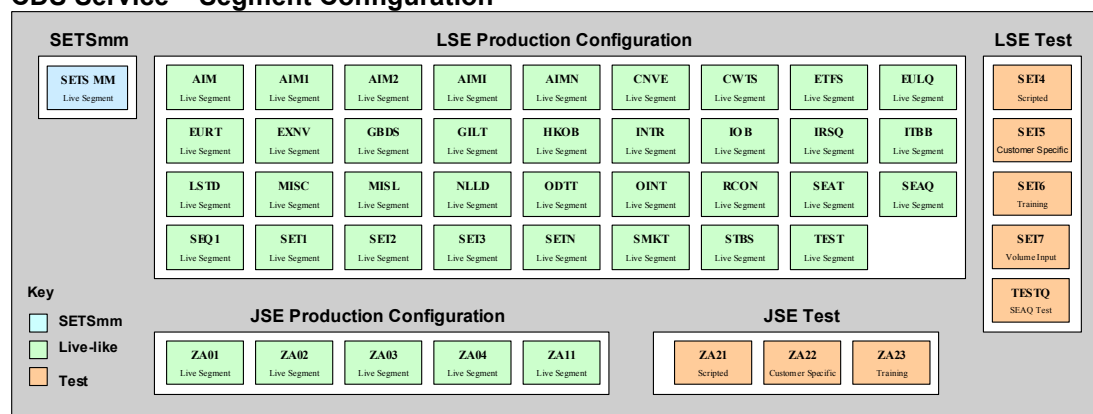 CDS Service – Segment Configuration
SETSmm
LSE Production Configuration
LSE Test
SETS MM
Live Segment
AIM
Live Segment
AIM1
Live Segment
AIM2
Live Segment
AIMI
Live Segment
AIMN
Live Segment
CNVE
Live Segment
CWTS
Live Segment
ETFS
Live Segment
EULQ
Live Segment
EURT
Live Segment
EXNV
Live Segment
GBDS
Live Segment
GILT
Live Segment
HKOB
Live Segment
INTR
Live Segment
IOB
Live Segment
IRSQ
Live Segment
ITBB
Live Segment
LSTD
Live Segment
MISC
Live Segment
MISL
Live Segment
NLLD
Live Segment
ODTT
Live Segment
OINT
Live Segment
RCON
Live Segment
SEAT
Live Segment
SEAQ
Live Segment
SEQ1
Live Segment
SET1
Live Segment
SET2
Live Segment
SET3
Live Segment
SETN
Live Segment
SMKT
Live Segment
STBS
Live Segment
TEST
Live Segment
SET4
Scripted
SET5
Customer Specific
SET6
Training
SET7
Volume Input
TESTQ
SEAQ Test
Key
SETSmm
Live-like
Test
JSE Production Configuration
ZA01
Live Segment
ZA02
Live Segment
ZA03
Live Segment
ZA04
Live Segment
ZA11
Live Segment
JSE Test
ZA21
Scripted
ZA22
Customer Specific
ZA23
Training